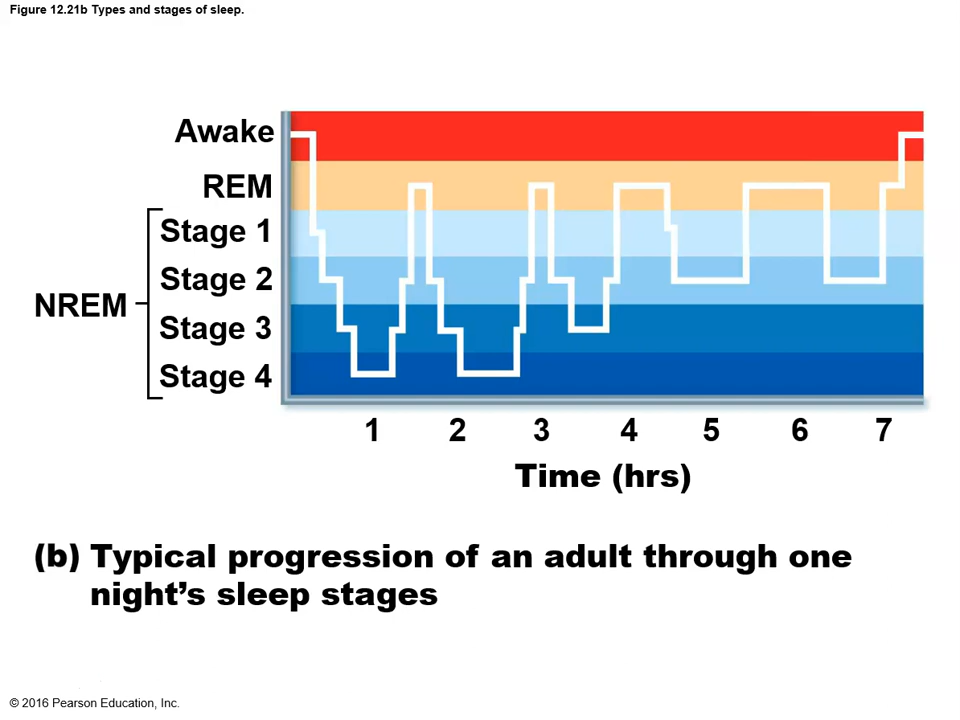 Figure 12.21b Types and stages of sleep.
Awake
REM
Stage 1
Stage 2
NREM
Stage 3
Stage 4
1 2 3 4 5 6 7
Time (hrs)
(b) Typical progression of an adult through one
night’s sleep stages
© 2016 Pearson Education, Inc.